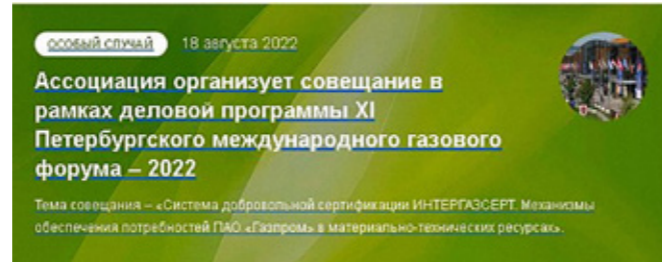 ОСОБЫЙ СЛУЧАЙ 18 августа 2022
Ассоциация организует совещание в
рамках деловой программы XI
Петербургского международного газового
форума – 2022
Тема совещания – «Система добровольной сертификации ИНТЕРГАЗСЕРТ. Механизмы
обеспечения потребностей ПАО «Газпром» в материально-технических ресурсах».